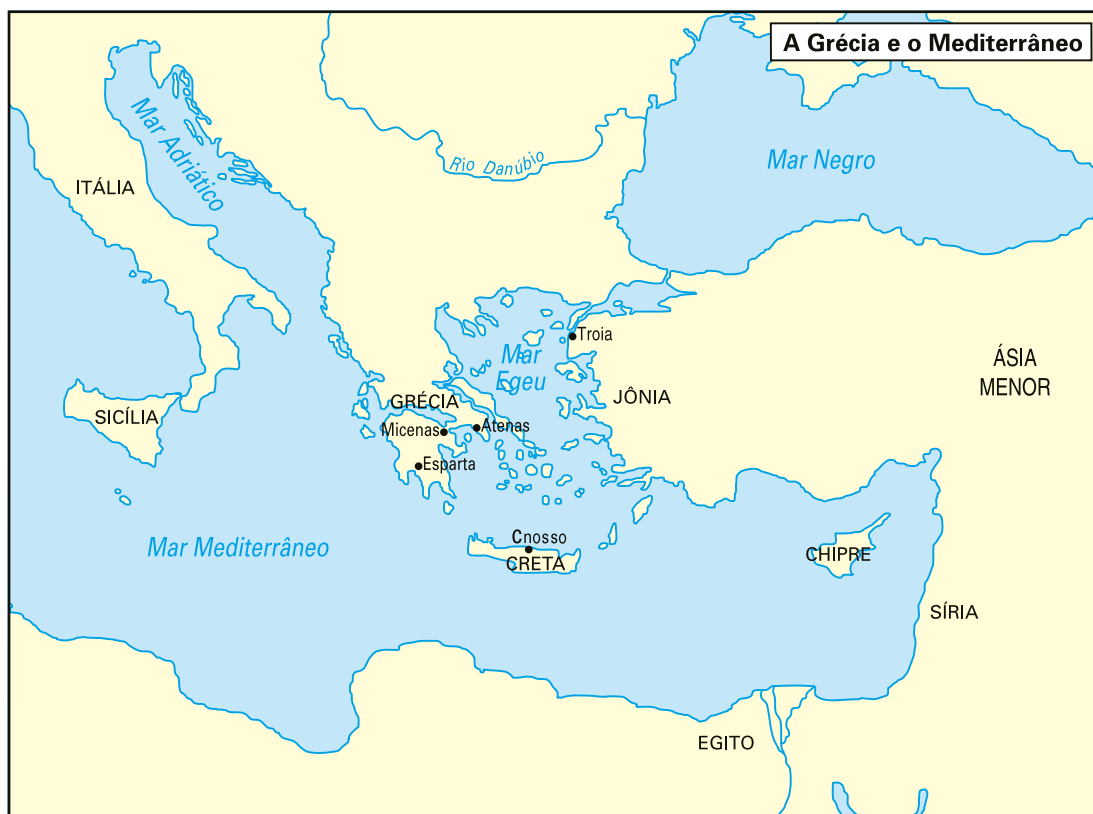 A Grécia e o Mediterrâneo
Mar Adriático
Rio Danúbio
Mar Negro
ITÁLIA
Troia
Mar
Egeu
ÁSIA
MENOR
JÔNIA
GRÉCIA
SICÍLIA
Micenas
Atenas
Esparta
Mar Mediterrâneo
Cnosso
CRETA
CHIPRE
SÍRIA
EGITO